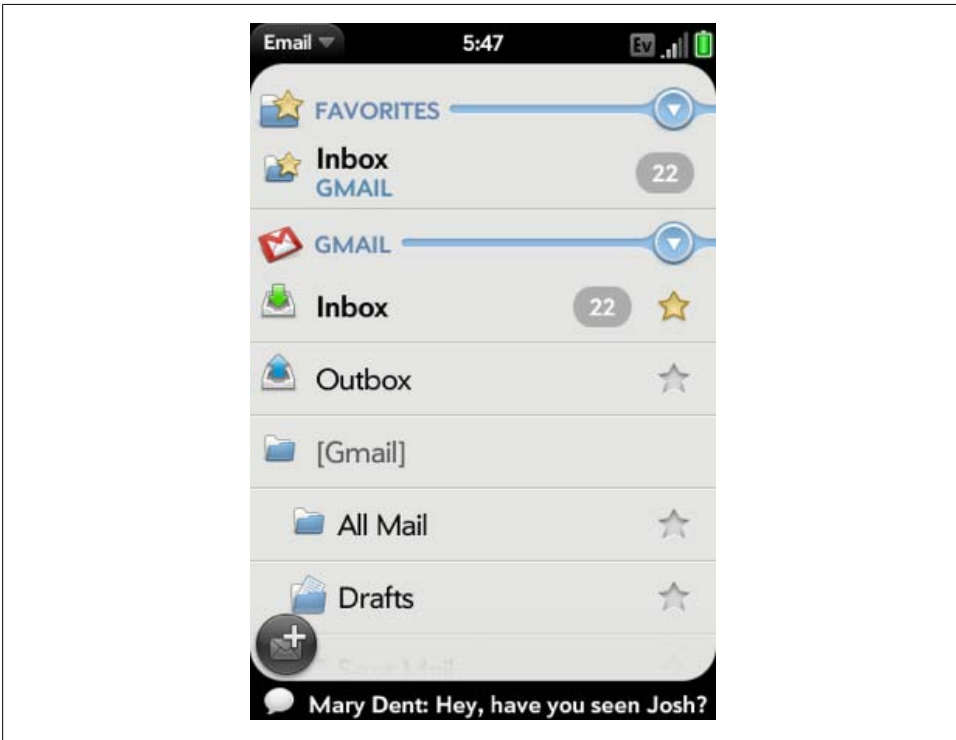 Email 5:47 Ev
FAVORITES
Inbox 22
GMAIL
GMAIL
Inbox 22
Outbox
[Gmail]
All Mail
Drafts
Mary Dent: Hey, have you seen Josh?